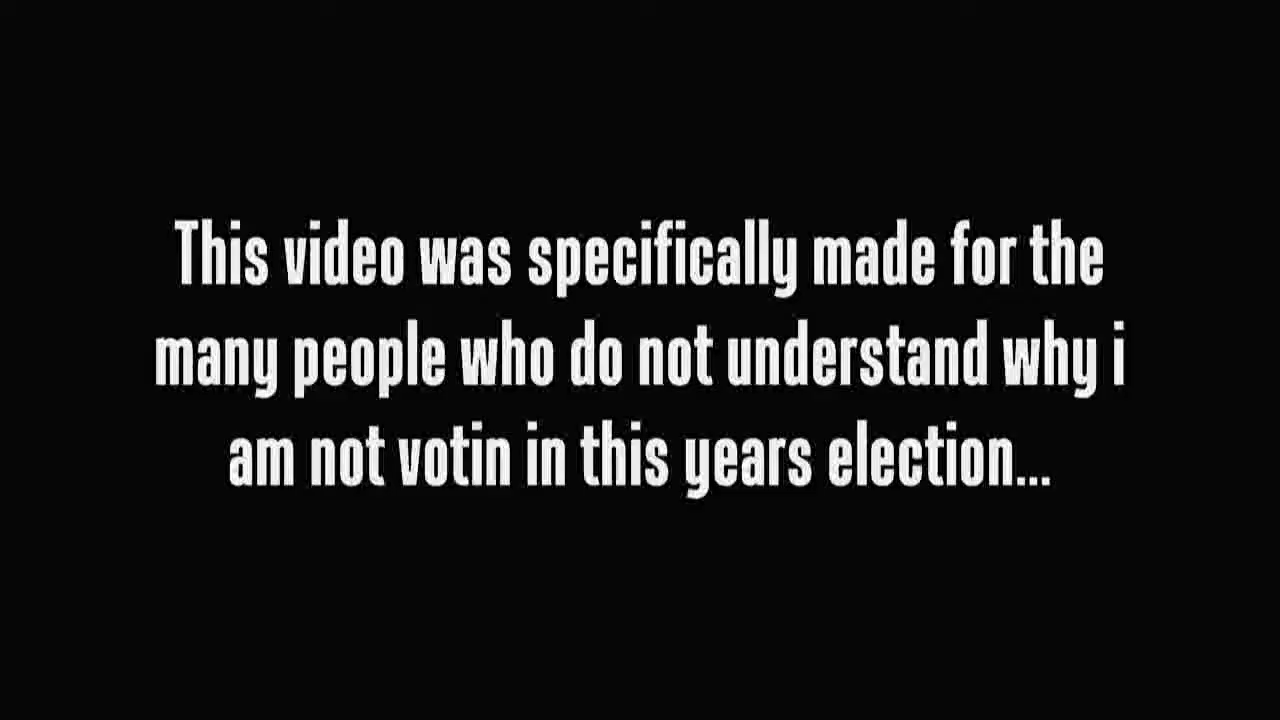 This video was specifically made for the
many people who do not understand why i
am not votin in this years election...